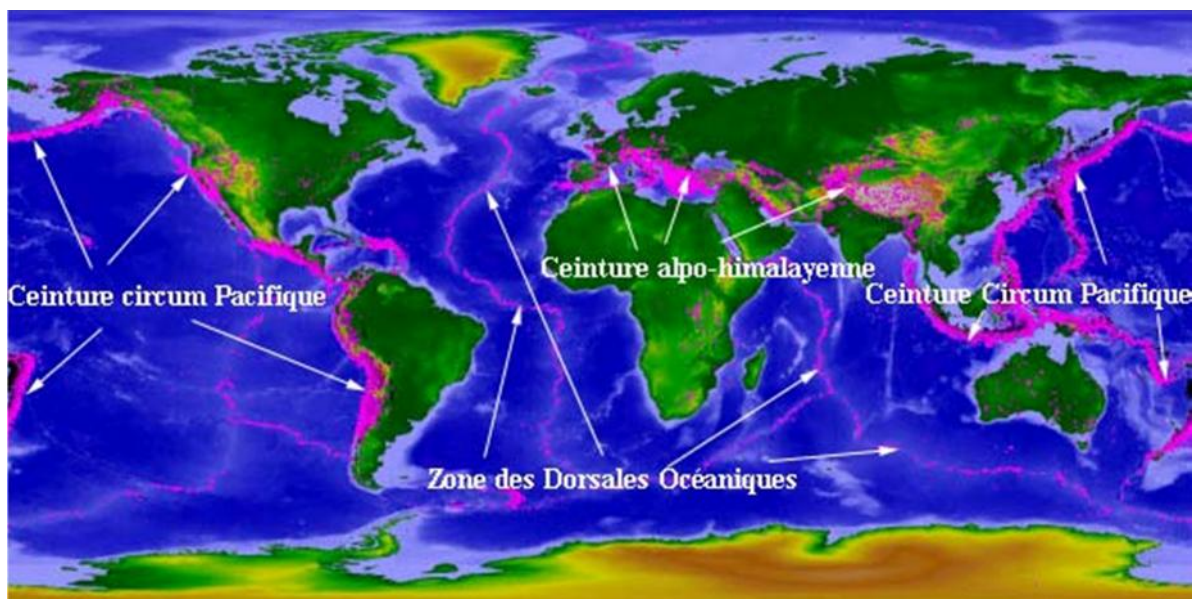 Ceinture alpo-himalayenne
Ceinture circum Pacifique
Ceinture Circum Pacifique
Zone des Dorsales Océaniques